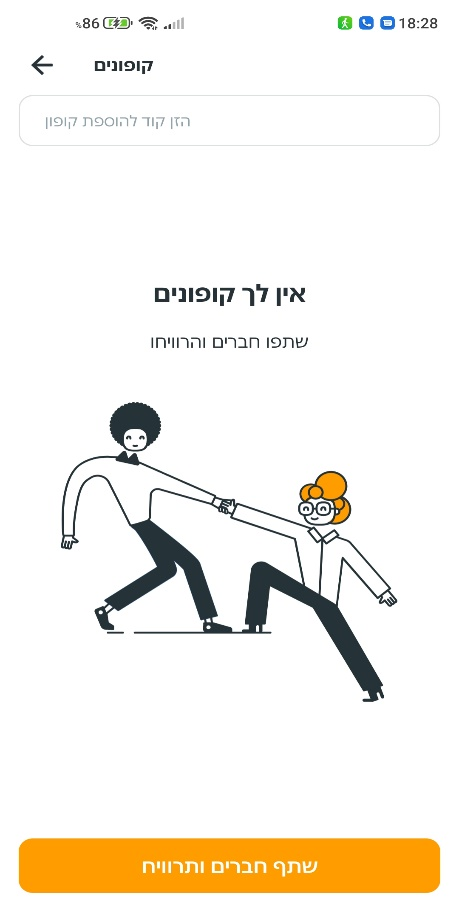 18:28
%86
קופונים
הזן קוד להוספת קופון
אין לך קופונים
שתפו חברים והרוויחו
שתף חברים ותרוויח